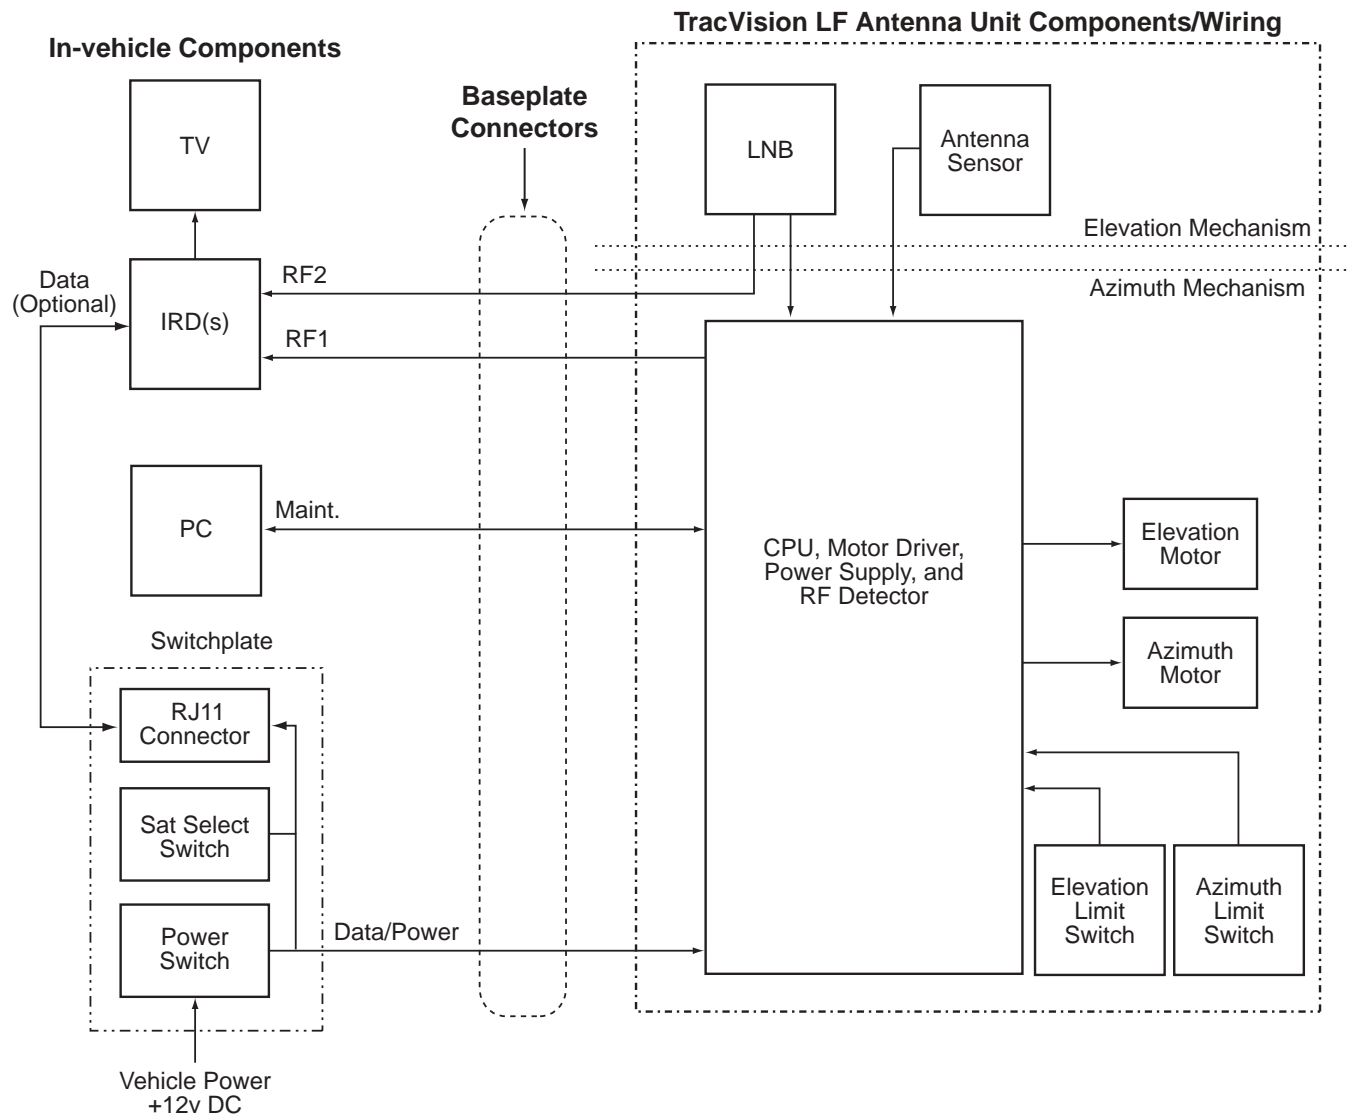 TracVision LF Antenna Unit Components/Wiring
In-vehicle Components
Baseplate
Connectors
TV
LNB
Antenna
Sensor
Elevation Mechanism
Azimuth Mechanism
Data
(Optional)
IRD(s)
RF2
RF1
PC
Maint.
CPU, Motor Driver,
Power Supply, and
RF Detector
Elevation
Motor
Azimuth
Motor
Switchplate
RJ11
Connector
Sat Select
Switch
Power
Switch
Data/Power
Elevation
Limit
Switch
Azimuth
Limit
Switch
Vehicle Power
+12v DC